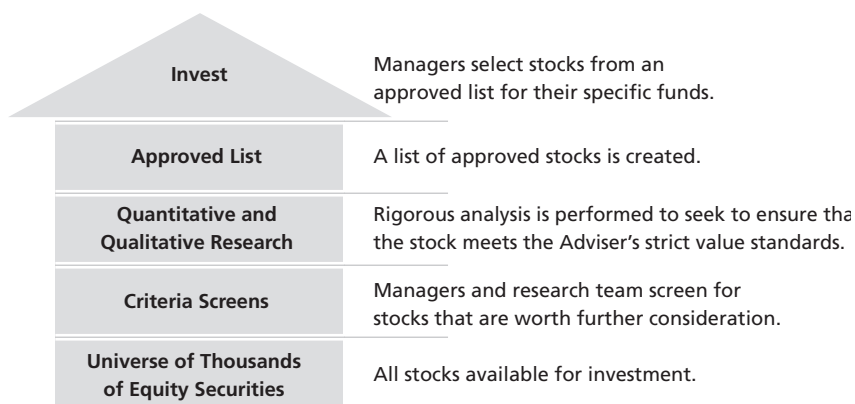 Invest
Managers select stocks from an
approved list for their specific funds.
Approved List
A list of approved stocks is created.
Quantitative and
Qualitative Research
Rigorous analysis is performed to seek to ensure tha
the stock meets the Adviser’s strict value standards.
Criteria Screens
Managers and research team screen for
stocks that are worth further consideration.
Universe of Thousands
of Equity Securities
All stocks available for investment.